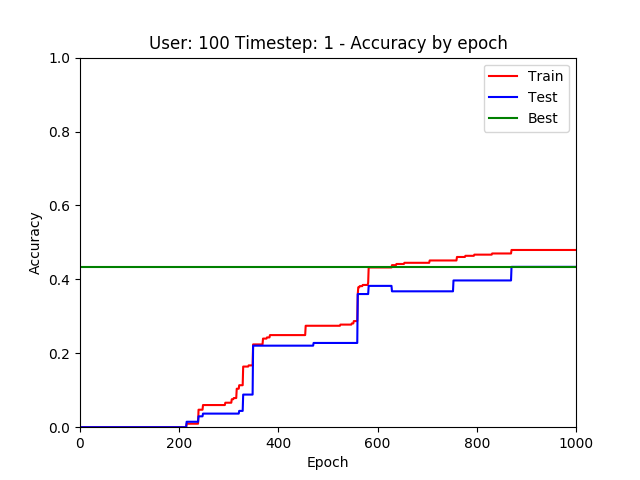 User: 100 Timestep: 1 - Accuracy by epoch
1.0
0.8
0.6
0.4
0.2
0.0
Accuracy
Train
Test
Best
0 200 400 600 800 1000
Epoch